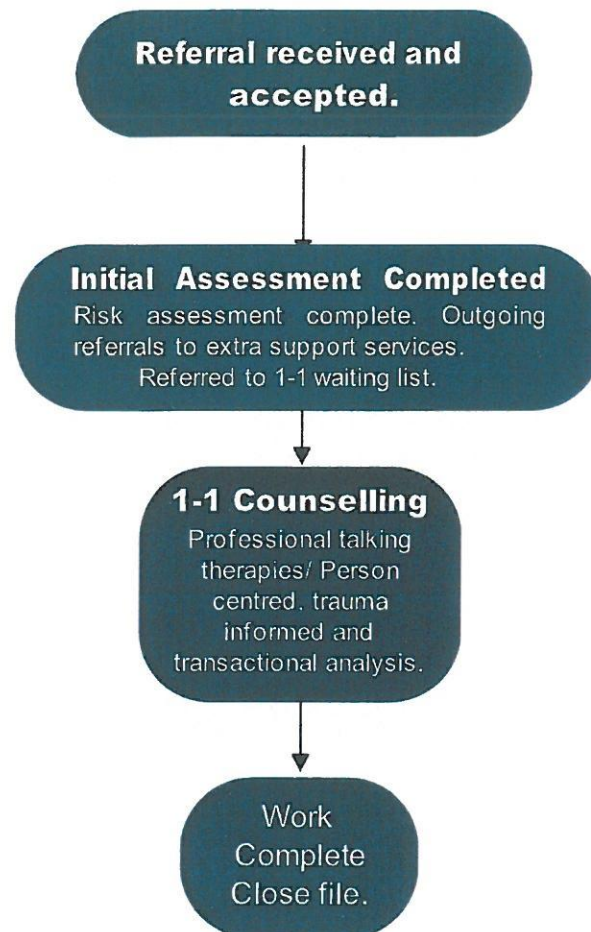 Referral received and
accepted.
Initial Assessment Completed
Risk assessment complete. Outgoing
referrals to extra support services.
Referred to 1-1 waiting list.
1-1 Counselling
Professional talking
therapies/ Person
centred, trauma
informed and
transactional analysis.
Work
Complete
Close file.